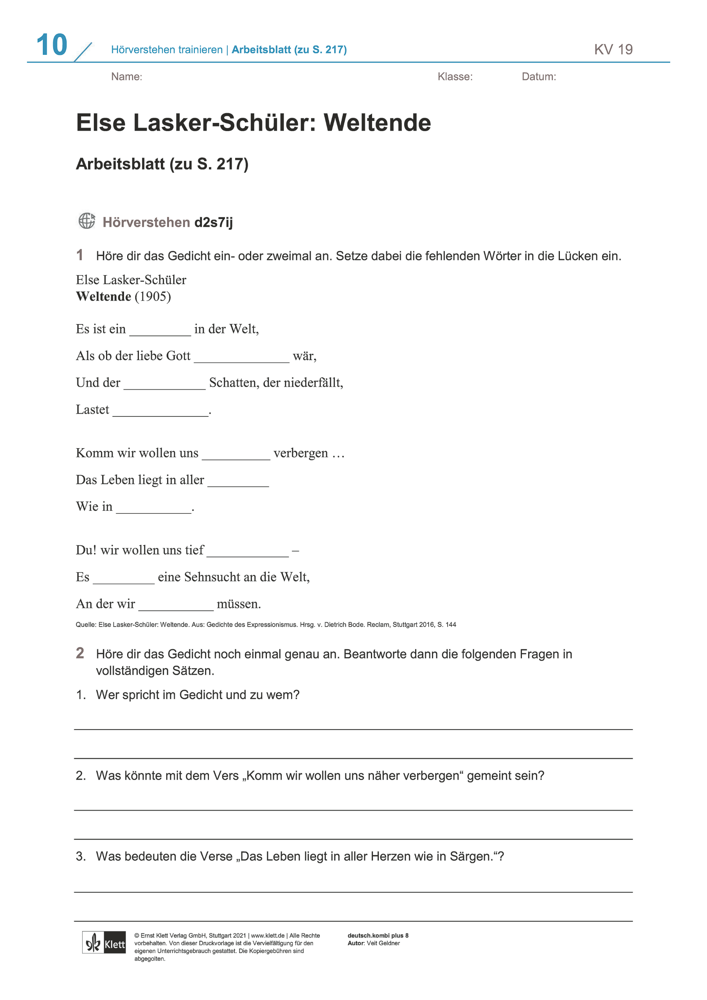 10
Hörverstehen trainieren | Arbeitsblatt (zu S. 217)
KV 19
Name:
Klasse:
Datum:
Else Lasker-Schüler: Weltende
Arbeitsblatt (zu S. 217)
Hörverstehen d2s7ij
1 Höre dir das Gedicht ein- oder zweimal an. Setze dabei die fehlenden Wörter in die Lücken ein.
Else Lasker-Schüler
Weltende (1905)
Es ist ein _________ in der Welt,
Als ob der liebe Gott ______________ wär,
Und der ____________ Schatten, der niederfällt,
Lastet ______________.
Komm wir wollen uns __________ verbergen …
Das Leben liegt in aller _________
Wie in ___________.
Du! wir wollen uns tief ____________ –
Es _________ eine Sehnsucht an die Welt,
An der wir ___________ müssen.
Quelle: Else Lasker-Schüler: Weltende. Aus: Gedichte des Expressionismus. Hrsg. v. Dietrich Bode. Reclam, Stuttgart 2016, S. 144
2 Höre dir das Gedicht noch einmal genau an. Beantworte dann die folgenden Fragen in
vollständigen Sätzen.
1. Wer spricht im Gedicht und zu wem?
2. Was könnte mit dem Vers „Komm wir wollen uns näher verbergen“ gemeint sein?
3. Was bedeuten die Verse „Das Leben liegt in aller Herzen wie in Särgen.“?
Klett
© Ernst Klett Verlag GmbH, Stuttgart 2021 | www.klett.de | Alle Rechte
vorbehalten. Von dieser Druckvorlage ist die Vervielfältigung für den
eigenen Unterrichtsgebrauch gestattet. Die Kopiergebühren sind
abgegolten.
deutsch.kombi plus 8
Autor: Veit Geldner